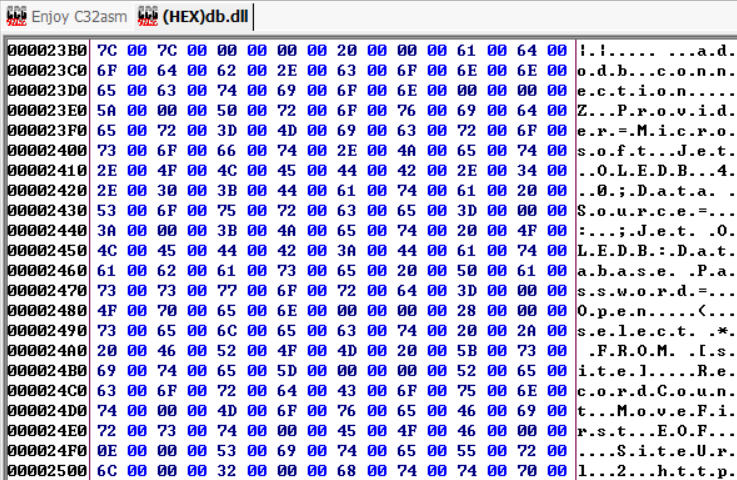 Enjoy C32asm (HEX)db.dll
000023B0 7C 00 7C 00 00 00 00 00 20 00 00 00 61 00 64 00 |.|..... ...a.d.
000023C0 6F 00 64 00 62 00 2E 00 63 00 6F 00 6E 00 6E 00 o.d.b...c.o.n.n.
000023D0 65 00 63 00 74 00 69 00 6F 00 6E 00 00 00 00 00 e.c.t.i.o.n.....
000023E0 5A 00 00 00 50 00 72 00 6F 00 76 00 69 00 64 00 Z...P.r.o.v.i.d.
000023F0 65 00 72 00 3D 00 4D 00 69 00 63 00 72 00 6F 00 e.r.=.M.i.c.r.o.
00002400 73 00 6F 00 66 00 74 00 2E 00 4A 00 65 00 74 00 s.o.f.t...J.e.t.
00002410 2E 00 4F 00 4C 00 45 00 44 00 42 00 2E 00 34 00 ..O.L.E.D.B...4.
00002420 2E 00 30 00 3B 00 44 00 61 00 74 00 61 00 20 00 ..0.;.D.a.t.a. .
00002430 53 00 6F 00 75 00 72 00 63 00 65 00 3D 00 00 00 S.o.u.r.c.e.=...
00002440 3A 00 00 00 3B 00 4A 00 65 00 74 00 20 00 4F 00 :...;.J.e.t. .O.
00002450 4C 00 45 00 44 00 42 00 3A 00 44 00 61 00 74 00 L.E.D.B.:.D.a.t.
00002460 61 00 62 00 61 00 73 00 65 00 20 00 50 00 61 00 a.b.a.s.e. .P.a.
00002470 73 00 73 00 77 00 6F 00 72 00 64 00 3D 00 00 00 s.s.w.o.r.d.=...
00002480 4F 00 70 00 65 00 6E 00 00 00 00 00 28 00 00 00 O.p.e.n.....(...
00002490 73 00 65 00 6C 00 65 00 63 00 74 00 20 00 2A 00 s.e.l.e.c.t. .*.
000024A0 20 00 46 00 52 00 4F 00 4D 00 20 00 5B 00 73 00 .F.R.O.M. .[.s.
000024B0 69 00 74 00 65 00 5D 00 00 00 00 00 52 00 65 00 i.t.e.].....R.e.
000024C0 63 00 6F 00 72 00 64 00 43 00 6F 00 75 00 6E 00 c.o.r.d.C.o.u.n.
000024D0 74 00 00 00 4D 00 6F 00 76 00 65 00 46 00 69 00 t...M.o.v.e.F.i.
000024E0 72 00 73 00 74 00 00 00 45 00 4F 00 46 00 00 00 r.s.t...E.O.F...
000024F0 0E 00 00 00 53 00 69 00 74 00 65 00 55 00 72 00 ....S.i.t.e.U.r.
00002500 6C 00 00 00 32 00 00 00 68 00 74 00 74 00 70 00 l...2...h.t.t.p.